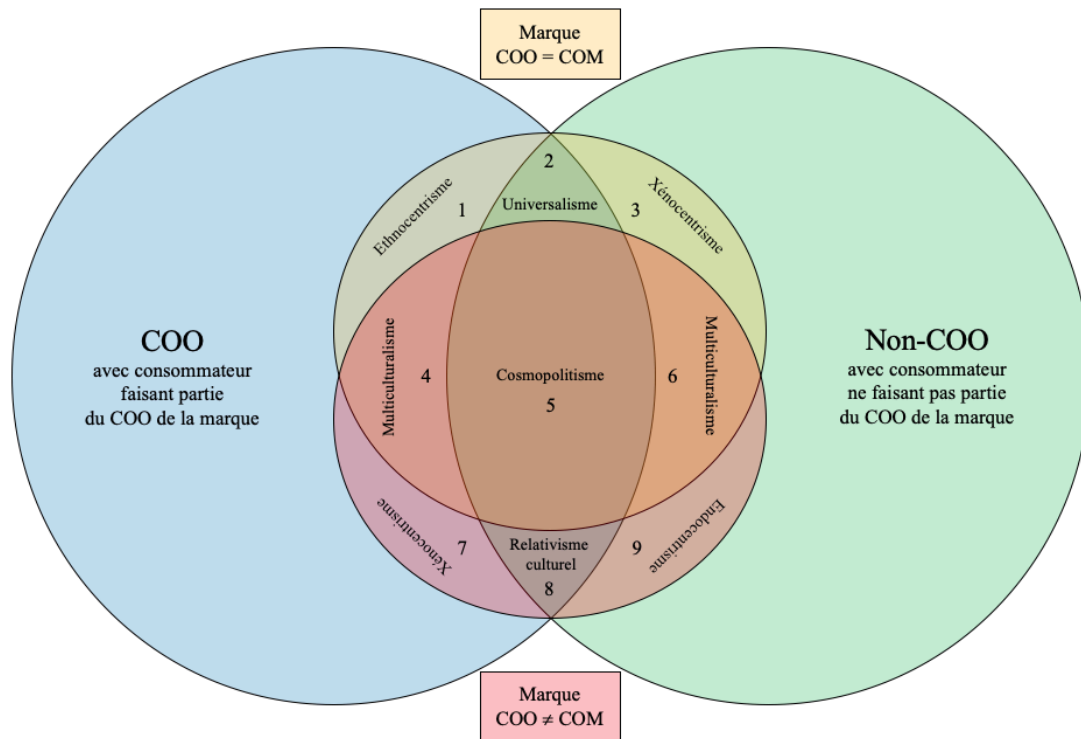 Marque
COO = COM
2
Universalisme
Ethnocentrisme
1
3
Xénocentrisme
COO
avec consommateur
faisant partie
du COO de la marque
Multiculturalisme
4
Cosmopolitisme
5
6
Multiculturalisme
Non-COO
avec consommateur
ne faisant pas partie
du COO de la marque
Xénocentrisme
7
Relativisme
culturel
8
9
Endocentrisme
Marque
COO ≠ COM